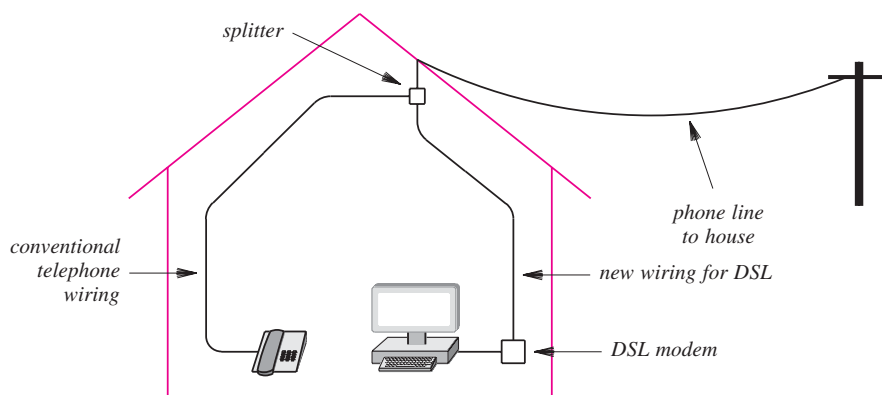 splitter
phone line
to house
conventional
telephone
wiring
new wiring for DSL
DSL modem